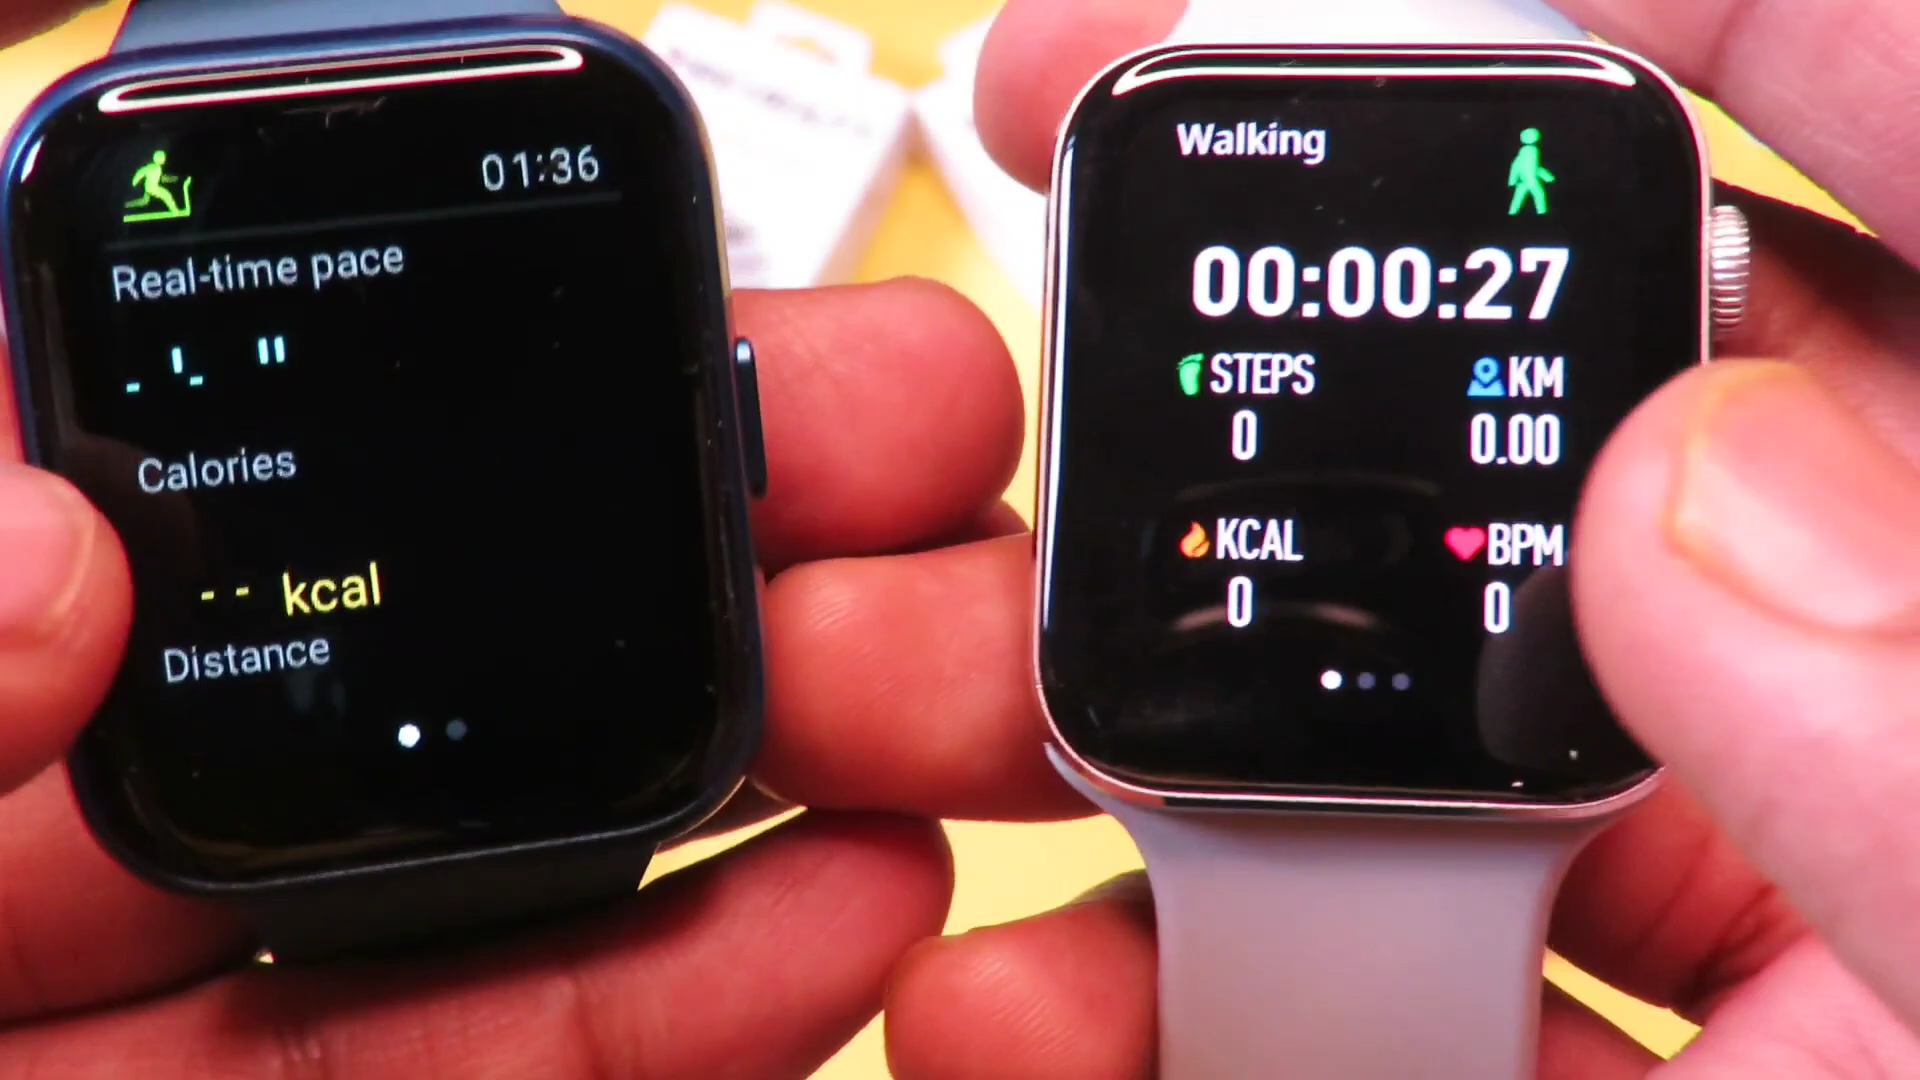 01:36
Real-time pace
- '- "
Calories
-- kcal
Distance
Walking
00:00:27
STEPS KM
0 0.00
KCAL BPM
0 0